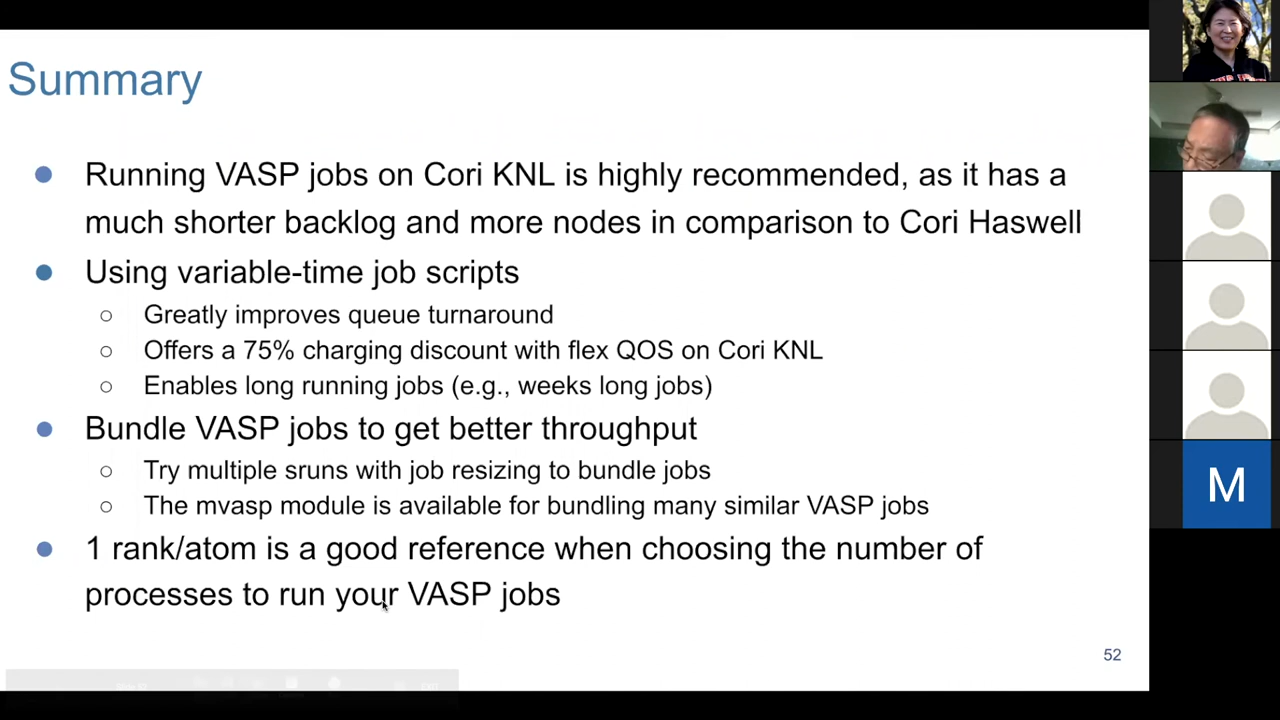 Summary
● Running VASP jobs on Cori KNL is highly recommended, as it has a
much shorter backlog and more nodes in comparison to Cori Haswell
● Using variable-time job scripts
○ Greatly improves queue turnaround
○ Offers a 75% charging discount with flex QOS on Cori KNL
○ Enables long running jobs (e.g., weeks long jobs)
● Bundle VASP jobs to get better throughput
○ Try multiple sruns with job resizing to bundle jobs
○ The mvasp module is available for bundling many similar VASP jobs
● 1 rank/atom is a good reference when choosing the number of
processes to run your VASP jobs
52
M